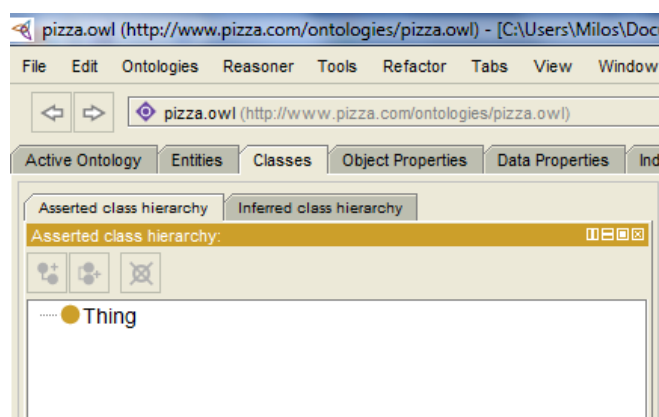 pizza.owl (http://www.pizza.com/ontologies/pizza.owl) - [C:\Users\Milos\Doc
File Edit Ontologies Reasoner Tools Refactor Tabs View Window
pizza.owl (http://www.pizza.com/ontologies/pizza.owl)
Active Ontology Entities Classes Object Properties Data Properties Ind
Asserted class hierarchy Inferred class hierarchy
Asserted class hierarchy:
Thing